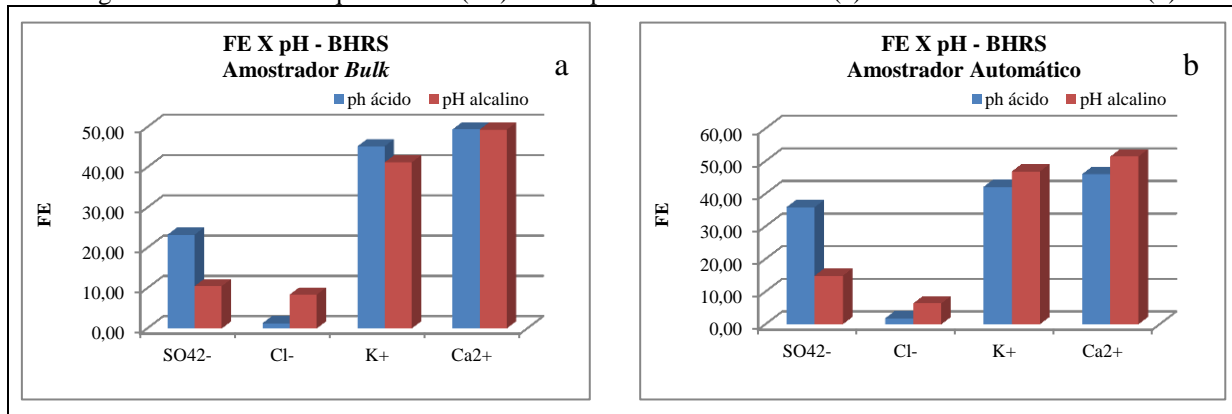 FE X pH - BHRS
Amostrador Bulk
a
ph ácido pH alcalino
50,00
40,00
30,00
20,00
10,00
0,00
FE
SO42- Cl- K+ Ca2+
FE X pH - BHRS
Amostrador Automático
b
ph ácido pH alcalino
60,00
50,00
40,00
30,00
20,00
10,00
0,00
FE
SO42- Cl- K+ Ca2+